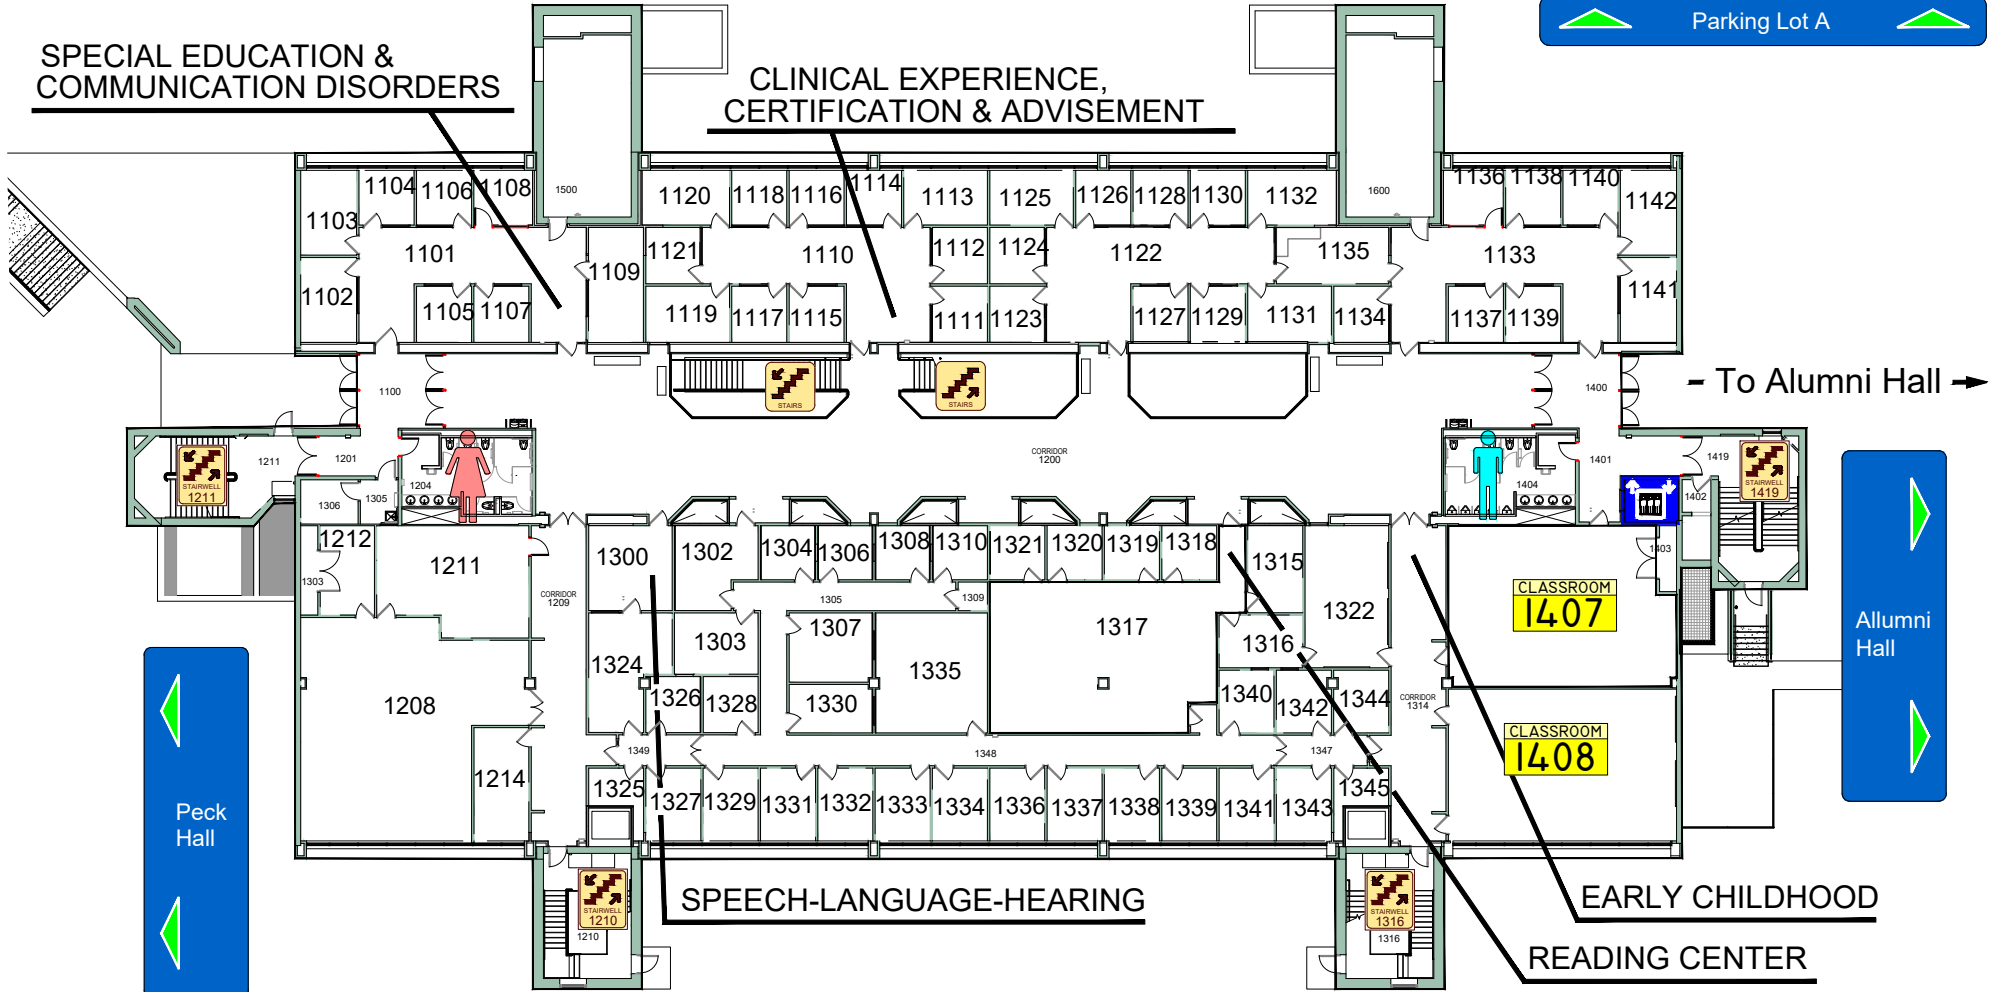 Parking Lot A
SPECIAL EDUCATION &
COMMUNICATION DISORDERS
CLINICAL EXPERIENCE,
CERTIFICATION & ADVISEMENT
1104 1106 1108 1500 1120 1118 1116 1114 1113 1125 1126 1128 1130 1132 1600 1136 1138 1140
1103 1142
1101 1109 1121 1110 1112 1124 1122 1135 1133
1102 1105 1107 1119 1117 1115 1111 1123 1127 1129 1131 1134 1137 1139 1141
1100 1400
STAIRS
STAIRS
- To Alumni Hall
CORRIDOR
1200
1211 1201 1401 1419
STAIRWELL
1211
STAIRWELL
1419
1306 1305 1204 1404 1402
1212 1211 1300 1302 1304 1306 1308 1310 1321 1320 1319 1318 1315 1403
1303
CORRIDOR
1209
1305 1309
CLASSROOM
1407
1324 1303 1307 1335 1317 1316 1322
Allumni
Hall
1208 1326 1328 1330 1340 1342 1344
CORRIDOR
1314
CLASSROOM
1408
1349 1348 1347
1214 1325 1327 1329 1331 1332 1333 1334 1336 1337 1338 1339 1341 1343 1345
Peck
Hall
STAIRWELL
1210
1210
STAIRWELL
1316
1316
SPEECH-LANGUAGE-HEARING
EARLY CHILDHOOD
READING CENTER